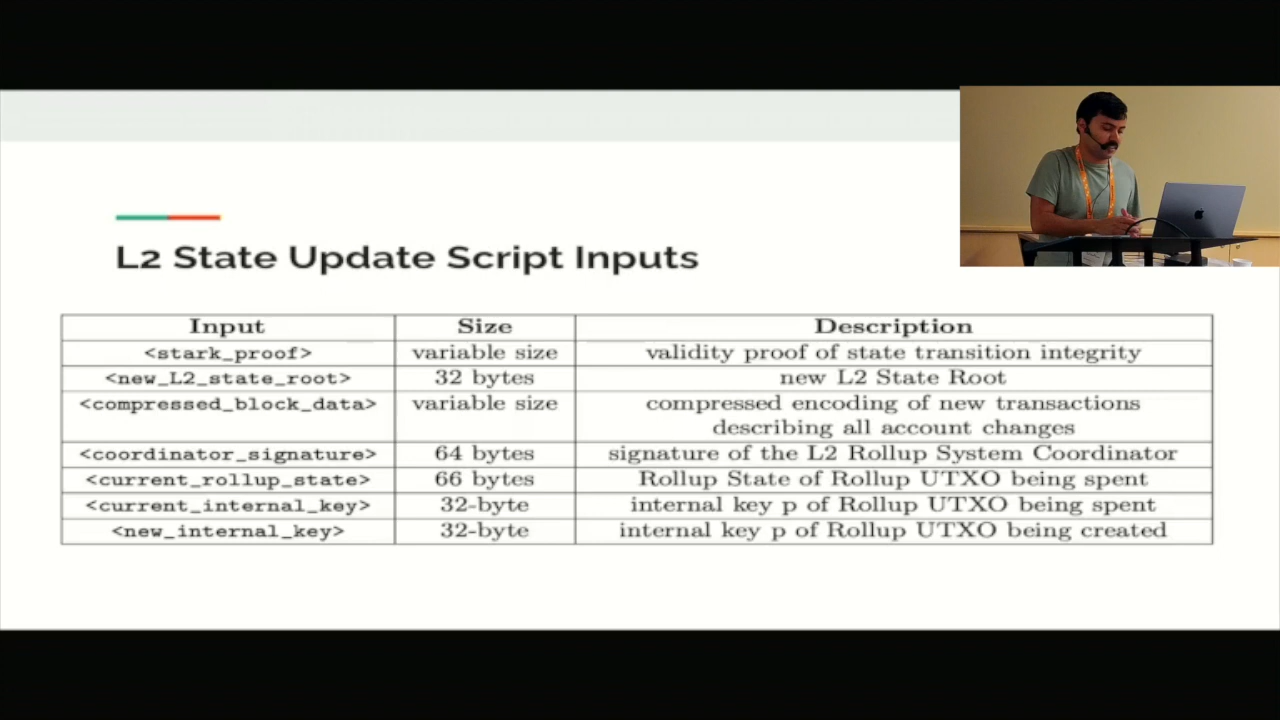 L2 State Update Script Inputs
Input Size Description
<stark_proof> variable size validity proof of state transition integrity
<new_L2_state_root> 32 bytes new L2 State Root
<compressed_block_data> variable size compressed encoding of new transactions
describing all account changes
<coordinator_signature> 64 bytes signature of the L2 Rollup System Coordinator
<current_rollup_state> 66 bytes Rollup State of Rollup UTXO being spent
<current_internal_key> 32-byte internal key p of Rollup UTXO being spent
<new_internal_key> 32-byte internal key p of Rollup UTXO being created